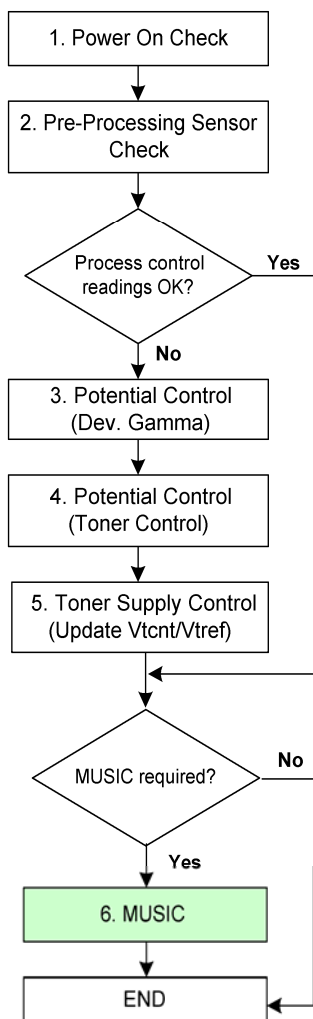 1. Power On Check
2. Pre-Processing Sensor
Check
Process control
readings OK?
Yes
No
3. Potential Control
(Dev. Gamma)
4. Potential Control
(Toner Control)
5. Toner Supply Control
(Update Vtcnt/Vtref)
MUSIC required?
No
Yes
6. MUSIC
END